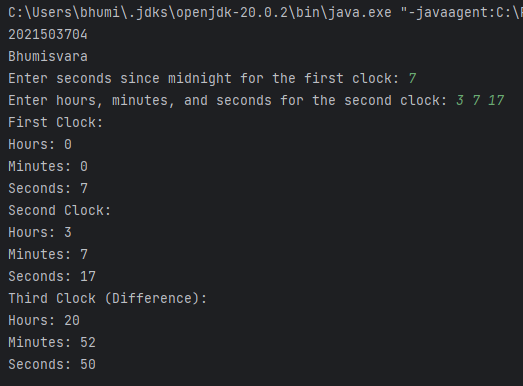 C:\Users\bhumi\.jdks\openjdk-20.0.2\bin\java.exe "-javaagent:C:\
2021503704
Bhumisvara
Enter seconds since midnight for the first clock: 7
Enter hours, minutes, and seconds for the second clock: 3 7 17
First Clock:
Hours: 0
Minutes: 0
Seconds: 7
Second Clock:
Hours: 3
Minutes: 7
Seconds: 17
Third Clock (Difference):
Hours: 20
Minutes: 52
Seconds: 50